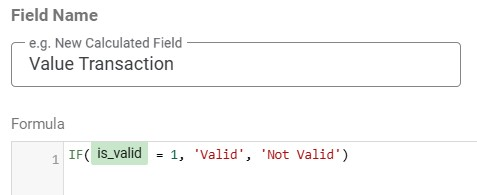 Field Name
e.g. New Calculated Field
Value Transaction
Formula
1 IF( is_valid = 1, 'Valid', 'Not Valid')